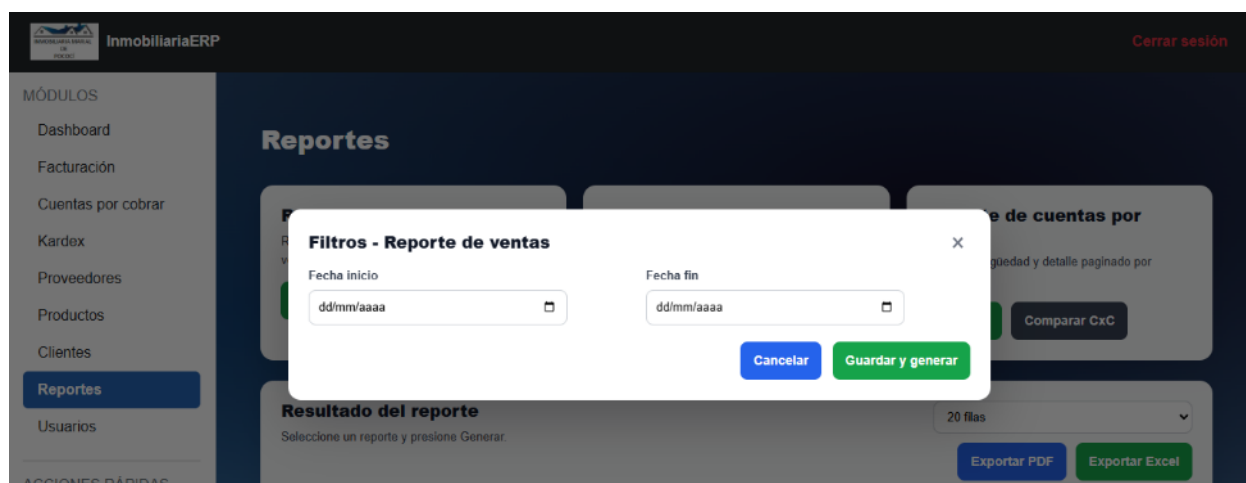 InmobiliariaERP
Cerrar sesión
MÓDULOS
Dashboard
Facturación
Cuentas por cobrar
Kardex
Proveedores
Productos
Clientes
Reportes
Usuarios
ACCIONES RÁPIDAS
Reportes
de cuentas por
detalle paginado por
Comparar CxC
Filtros - Reporte de ventas
×
Fecha inicio
Fecha fin
dd/mm/aaaa
dd/mm/aaaa
Cancelar
Guardar y generar
Resultado del reporte
Seleccione un reporte y presione Generar.
20 filas
Exportar PDF
Exportar Excel